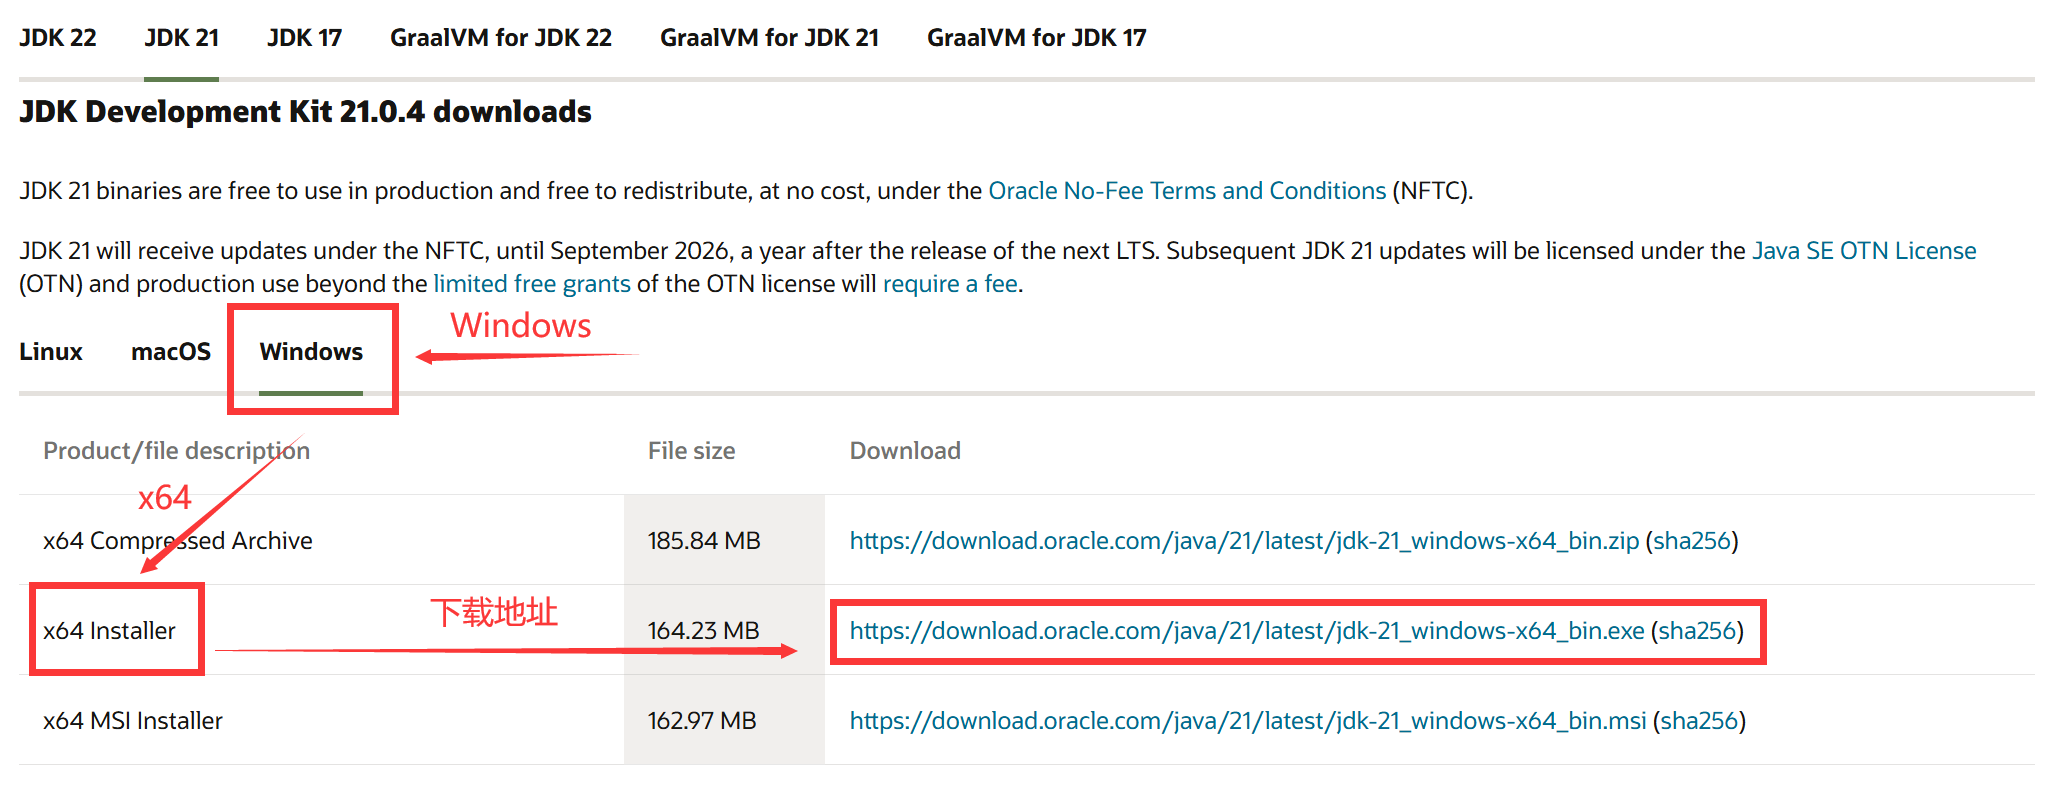 JDK 22 JDK 21 JDK 17 GraalVM for JDK 22 GraalVM for JDK 21 GraalVM for JDK 17
JDK Development Kit 21.0.4 downloads
JDK 21 binaries are free to use in production and free to redistribute, at no cost, under the Oracle No-Fee Terms and Conditions (NFTC).
JDK 21 will receive updates under the NFTC, until September 2026, a year after the release of the next LTS. Subsequent JDK 21 updates will be licensed under the Java SE OTN License
(OTN) and production use beyond the limited free grants of the OTN license will require a fee.
Windows
Linux macOS Windows
Product/file description File size Download
x64
x64 Compressed Archive 185.84 MB https://download.oracle.com/java/21/latest/jdk-21_windows-x64_bin.zip (sha256)
下载地址
x64 Installer 164.23 MB https://download.oracle.com/java/21/latest/jdk-21_windows-x64_bin.exe (sha256)
x64 MSI Installer 162.97 MB https://download.oracle.com/java/21/latest/jdk-21_windows-x64_bin.msi (sha256)